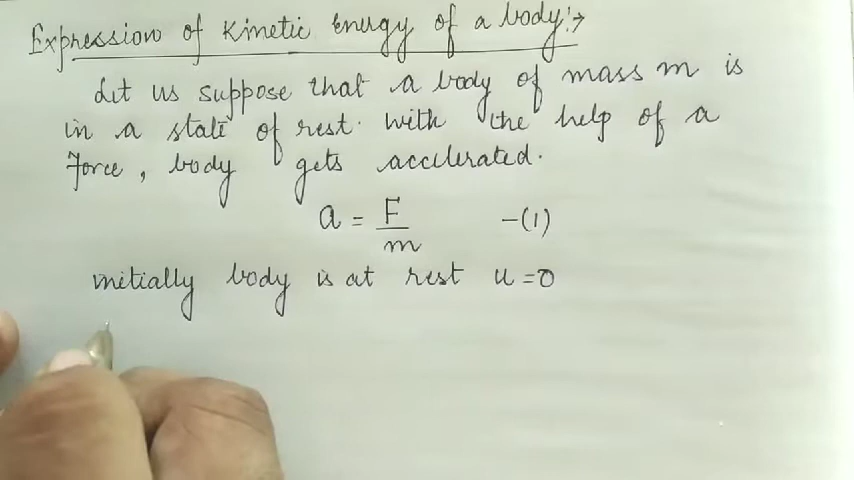 Expression of kinetic energy of a body:→
Let us suppose that a body of mass m is
in a state of rest. with the help of a
force, body gets accelerated.
a = F/m -(1)
initially body is at rest u=0